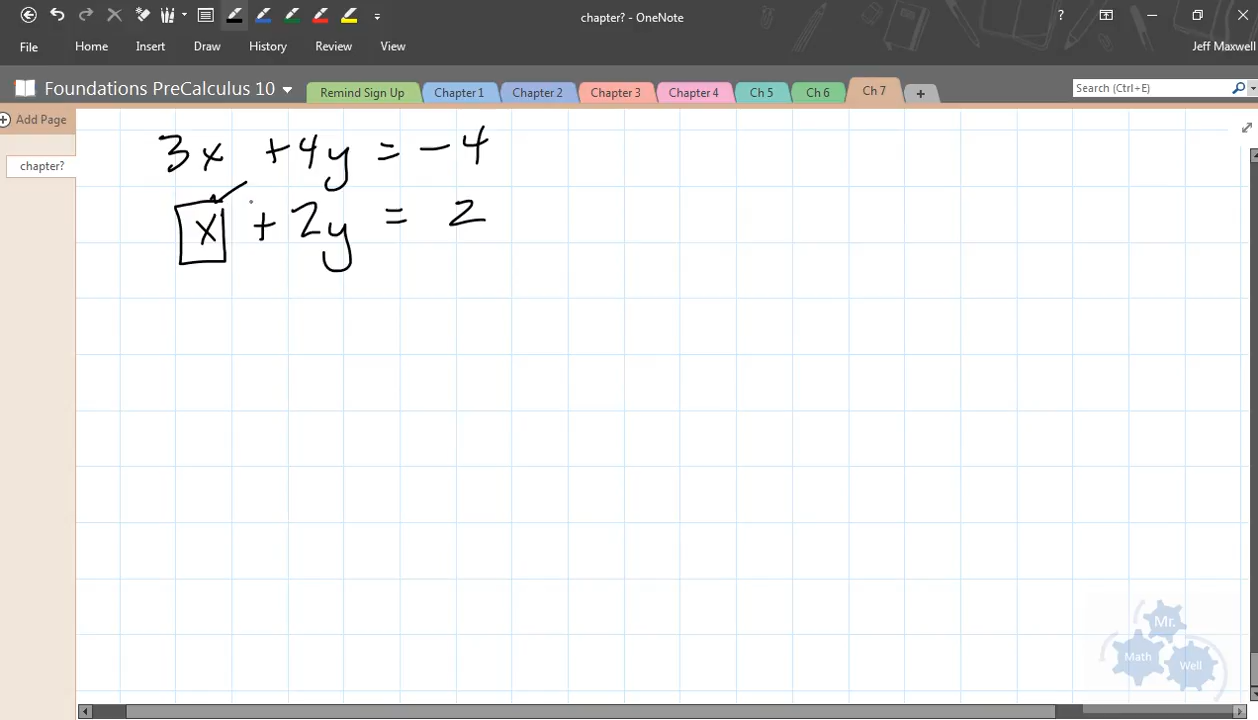 chapter? - OneNote
?
File Home Insert Draw History Review View
Jeff Maxwell
Foundations PreCalculus 10
Remind Sign Up Chapter 1 Chapter 2 Chapter 3 Chapter 4 Ch 5 Ch 6 Ch 7 +
Search (Ctrl+E)
Add Page
chapter?
3x + 4y = - 4
x + 2y = 2
Mr.
Math Well